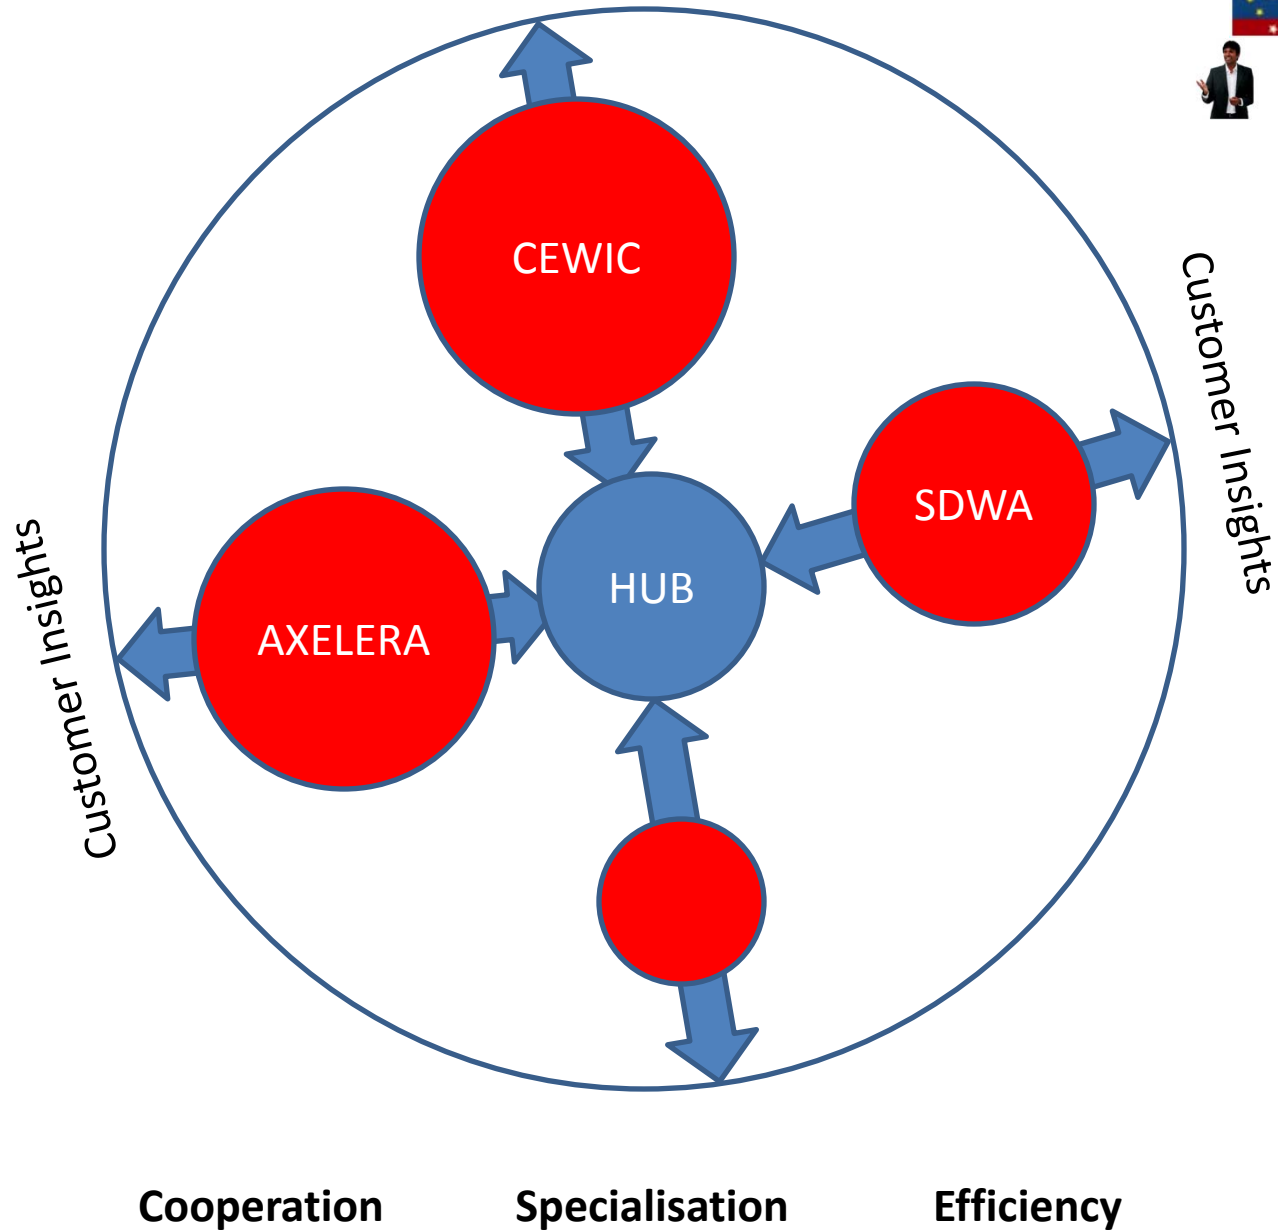 CEWIC
Customer Insights
SDWA
HUB
AXELERA
Customer Insights
Cooperation
Specialisation
Efficiency